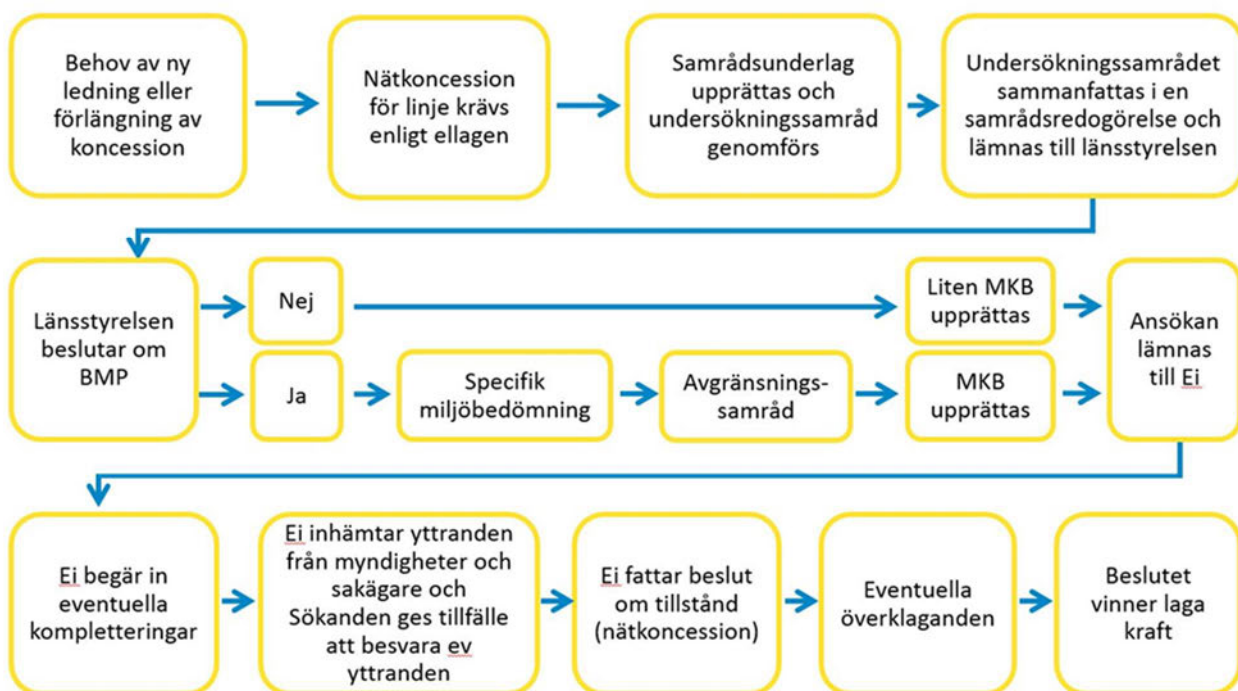 Behov av ny
ledning eller
förlängning av
koncession
Nätkoncession
för linje krävs
enligt ellagen
Samrådsunderlag
upprättas och
undersökningssamråd
genomförs
Undersökningssamrådet
sammanfattas i en
samrådsredogörelse och
lämnas till länsstyrelsen
Länsstyrelsen
beslutar om
BMP
Nej
Liten MKB
upprättas
Ja
Specifik
miljöbedömning
Avgränsnings-
samråd
MKB
upprättas
Ansökan
lämnas
till Ei
Ei begär in
eventuella
kompletteringar
Ei inhämtar yttranden
från myndigheter och
sakägare och
Sökanden ges tillfälle
att besvara ev
yttranden
Ei fattar beslut
om tillstånd
(nätkoncession)
Eventuella
överklaganden
Beslutet
vinner laga
kraft